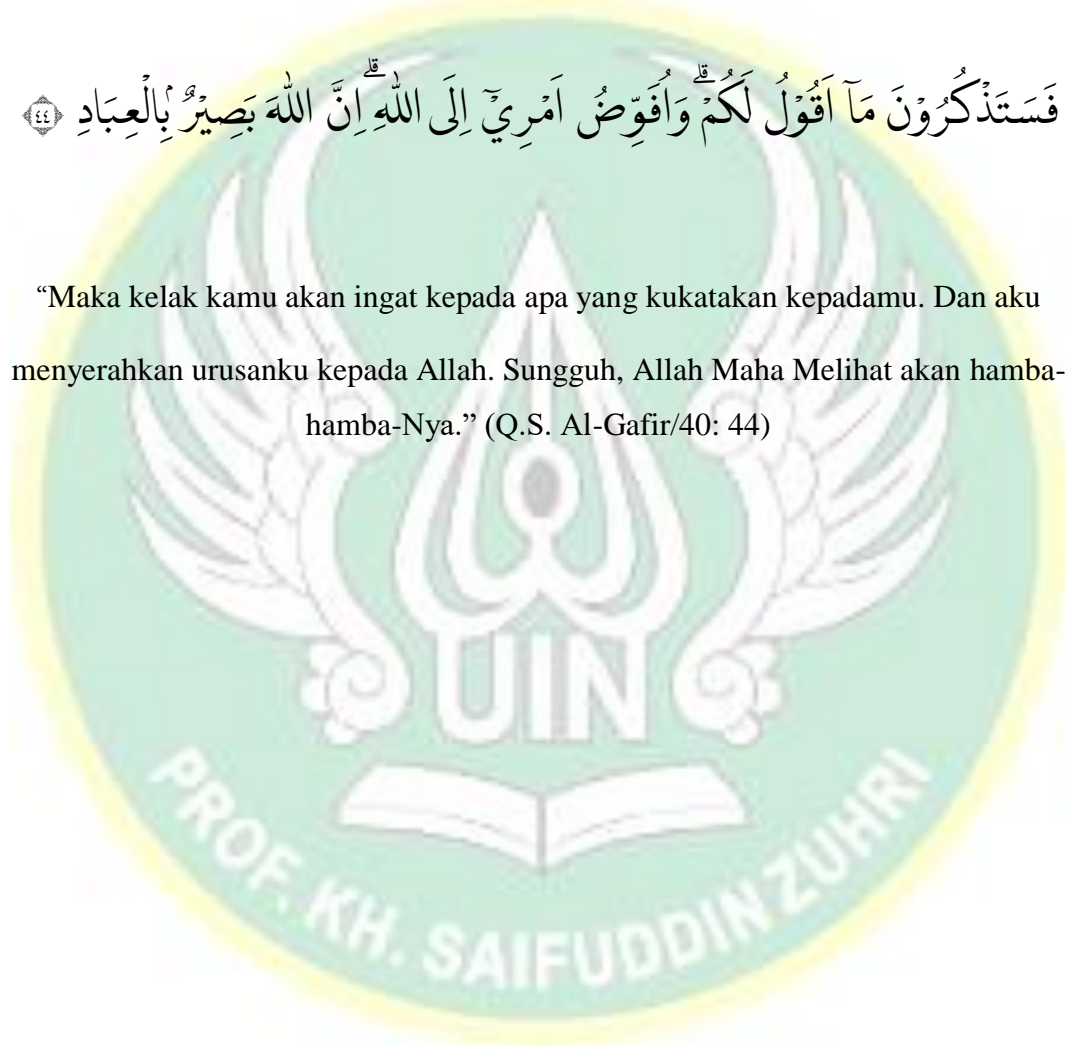 فَسَتَذْكُرُوْنَ مَآ اَقُوْلُ لَكُمْۗ وَاُفَوِّضُ اَمْرِيْٓ اِلَى اللّٰهِ ۗاِنَّ اللّٰهَ بَصِيْرٌ ۢبِالْعِبَادِ ﴿٤٤﴾
“Maka kelak kamu akan ingat kepada apa yang kukatakan kepadamu. Dan aku
menyerahkan urusanku kepada Allah. Sungguh, Allah Maha Melihat akan hamba-
hamba-Nya.” (Q.S. Al-Gafir/40: 44)
UIN
PROF. KH. SAIFUDDIN ZUHRI